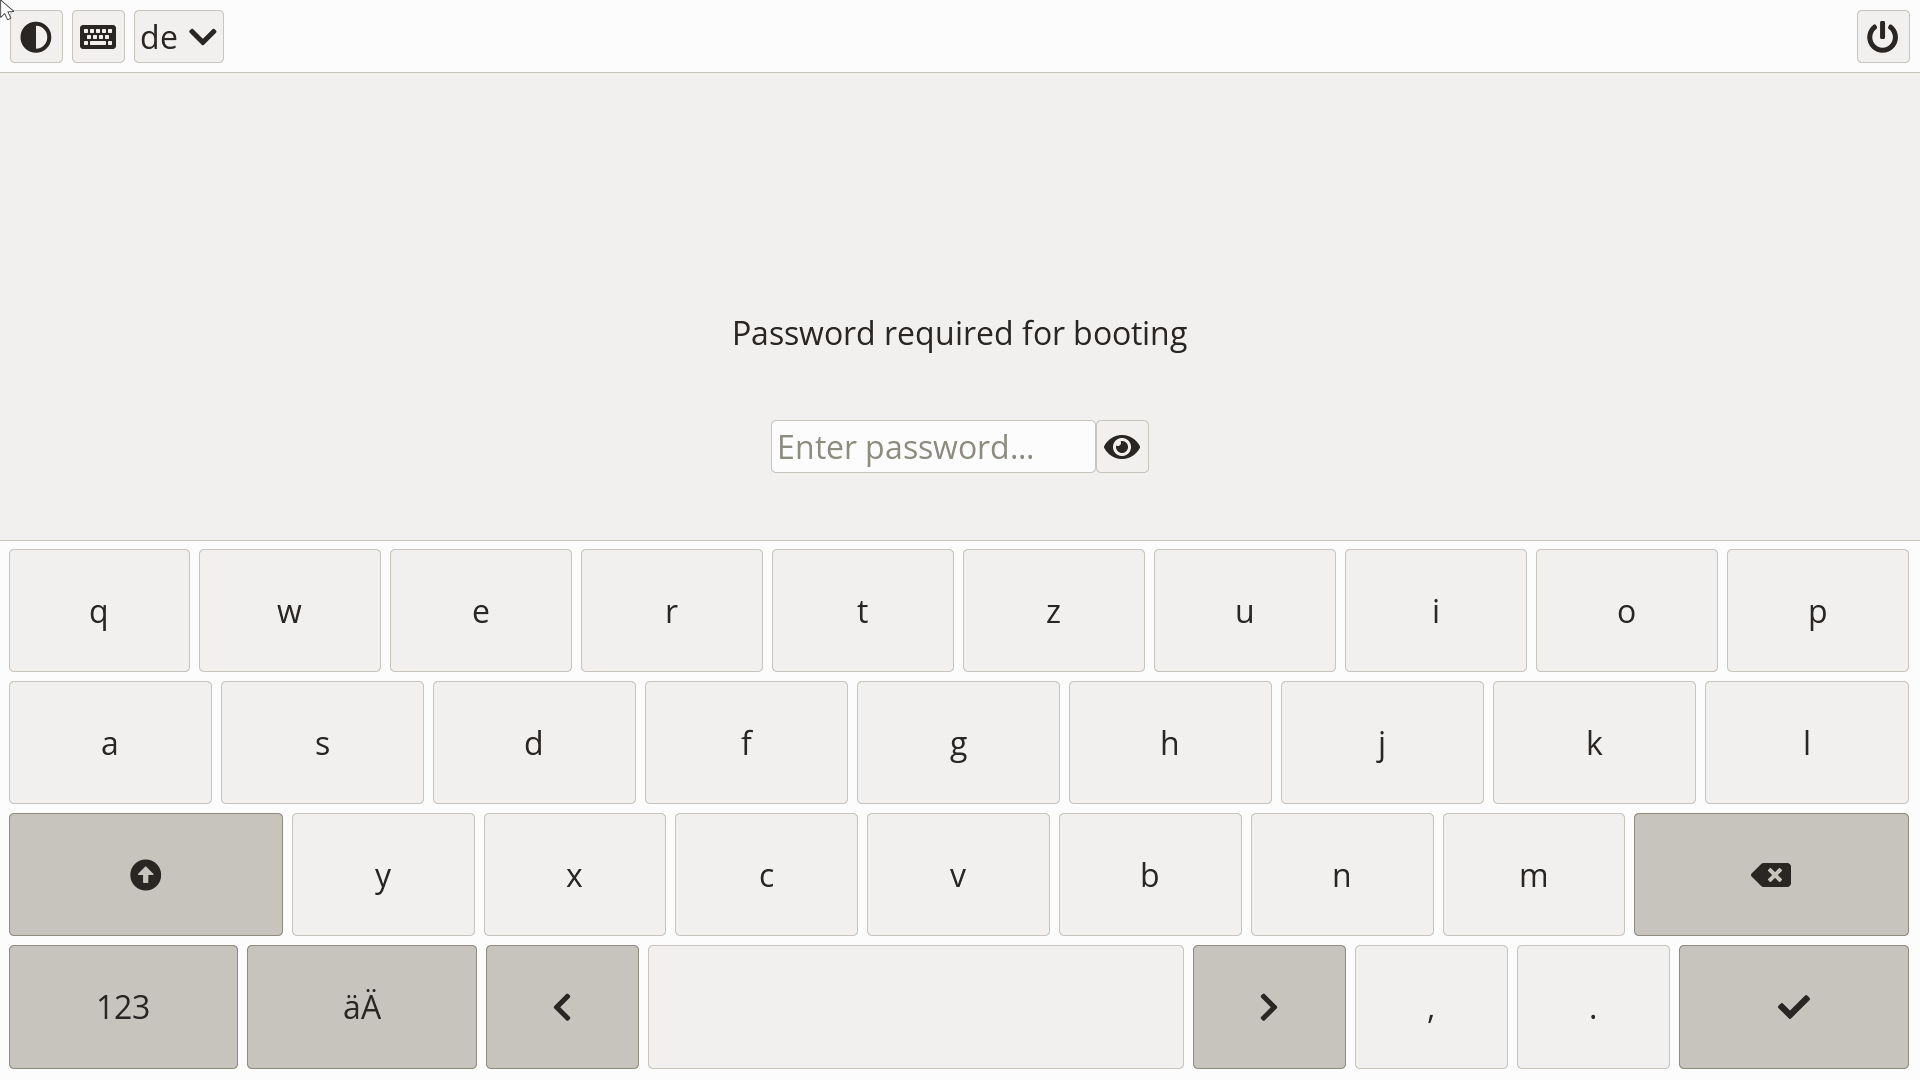 de
Password required for booting
Enter password...
q w e r t z u i o p
a s d f g h j k l
y x c v b n m
123 äÄ , .